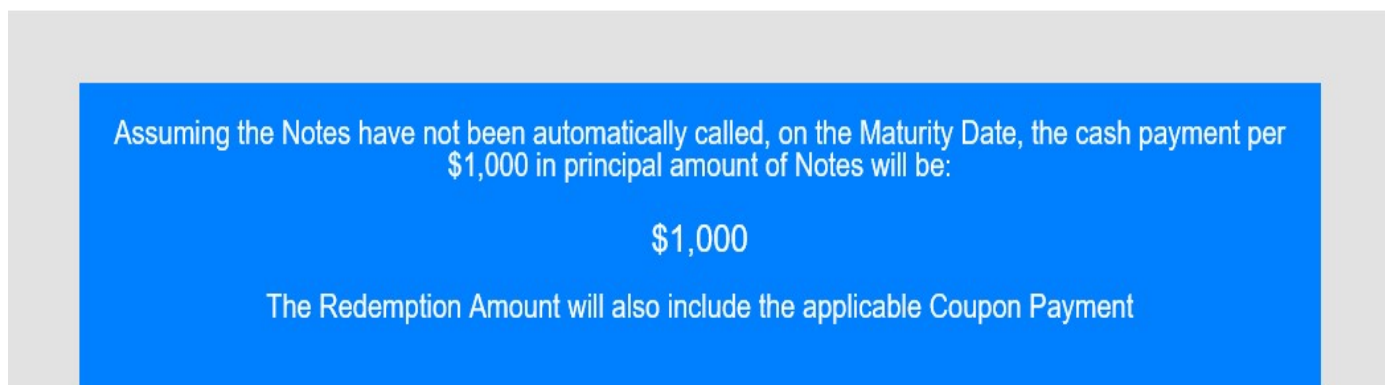 Assuming the Notes have not been automatically called, on the Maturity Date, the cash payment per
$1,000 in principal amount of Notes will be:
$1,000
The Redemption Amount will also include the applicable Coupon Payment